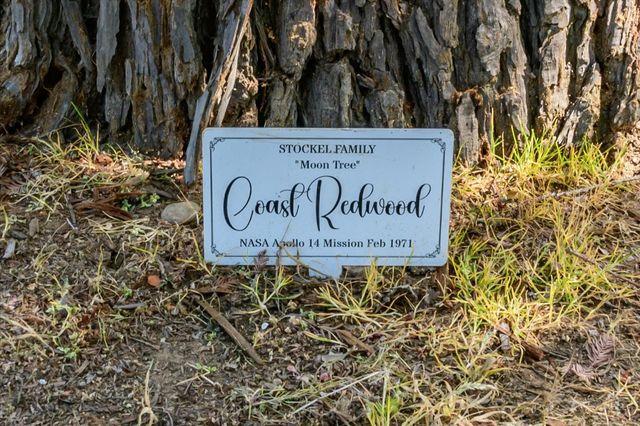 STOCKEL FAMILY
"Moon Tree"
Coast Redwood
NASA Apollo 14 Mission Feb 1971